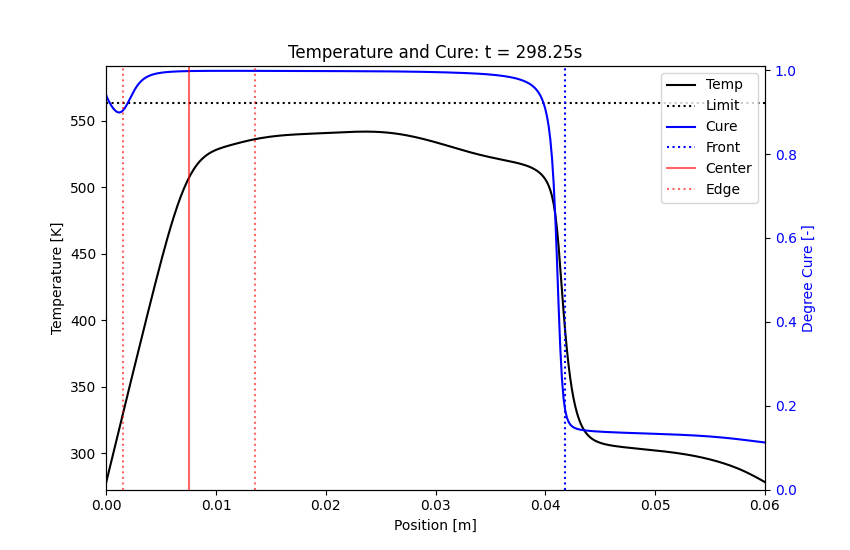 Temperature and Cure: t = 298.25s
Temp
Limit
Cure
Front
Center
Edge
Temperature [K]
550
500
450
400
350
300
Degree Cure [-]
1.0
0.8
0.6
0.4
0.2
0.0
0.00 0.01 0.02 0.03 0.04 0.05 0.06
Position [m]